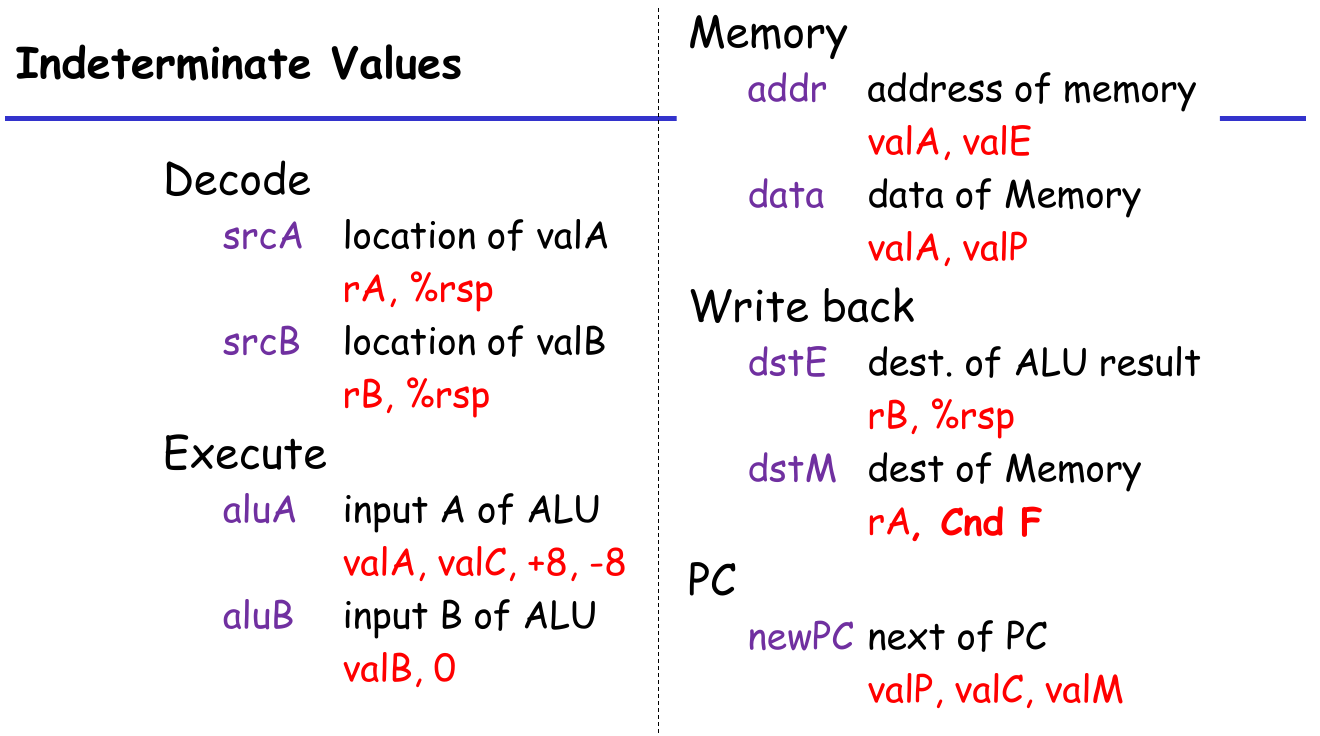 Indeterminate Values
Decode
srcA location of valA
rA, %rsp
srcB location of valB
rB, %rsp
Execute
aluA input A of ALU
valA, valC, +8, -8
aluB input B of ALU
valB, 0
Memory
addr address of memory
valA, valE
data data of Memory
valA, valP
Write back
dstE dest. of ALU result
rB, %rsp
dstM dest of Memory
rA, Cnd F
PC
newPC next of PC
valP, valC, valM